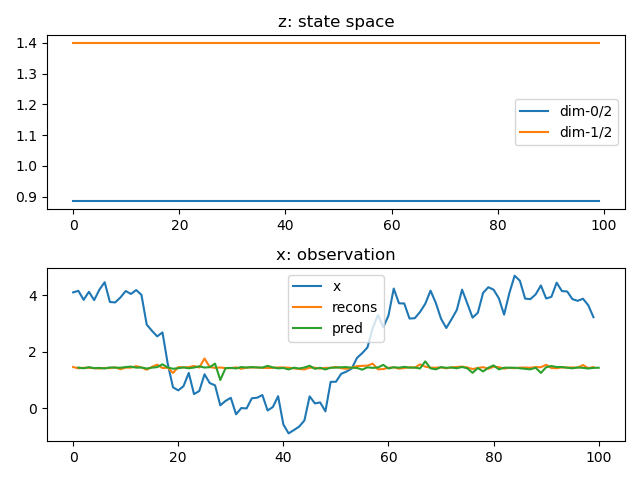 z: state space
1.4
1.3
1.2
1.1
1.0
0.9
dim-0/2
dim-1/2
0 20 40 60 80 100
x: observation
4
2
0
x
recons
pred
0 20 40 60 80 100